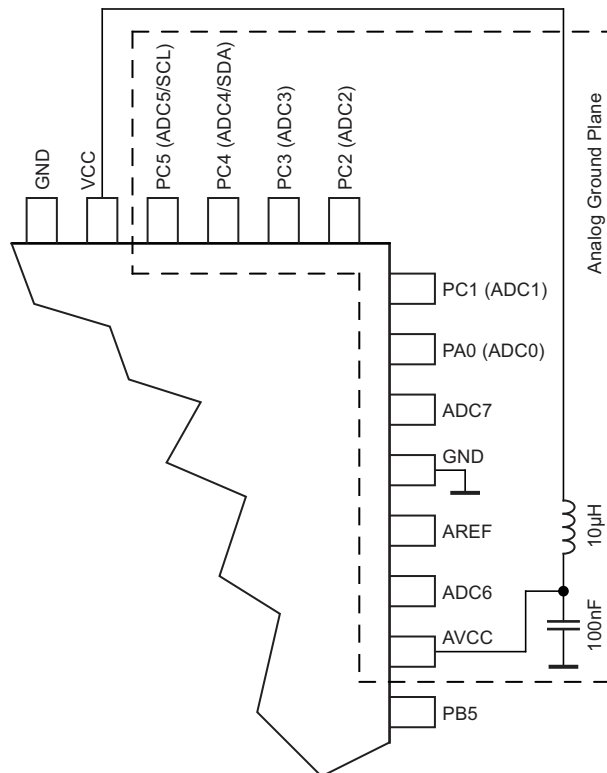 GND
VCC
PC5 (ADC5/SCL)
PC4 (ADC4/SDA)
PC3 (ADC3)
PC2 (ADC2)
Analog Ground Plane
PC1 (ADC1)
PA0 (ADC0)
ADC7
GND
AREF
10µH
ADC6
AVCC
100nF
PB5